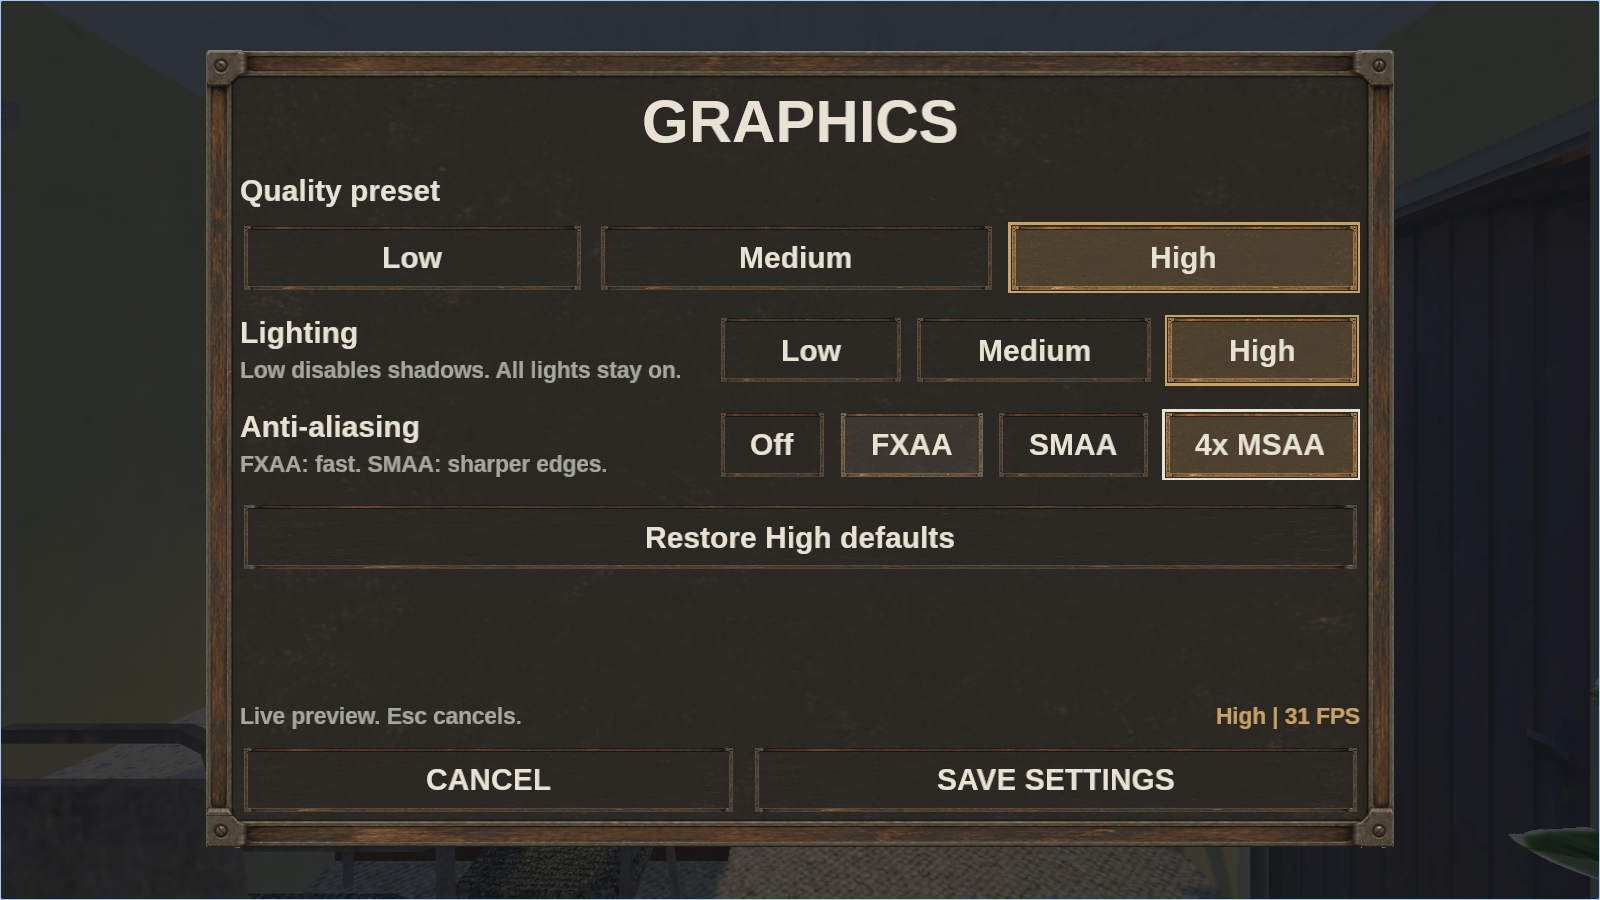 GRAPHICS
Quality preset
Low
Medium
High
Lighting
Low disables shadows. All lights stay on.
Low
Medium
High
Anti-aliasing
FXAA: fast. SMAA: sharper edges.
Off
FXAA
SMAA
4x MSAA
Restore High defaults
Live preview. Esc cancels.
High | 31 FPS
CANCEL
SAVE SETTINGS